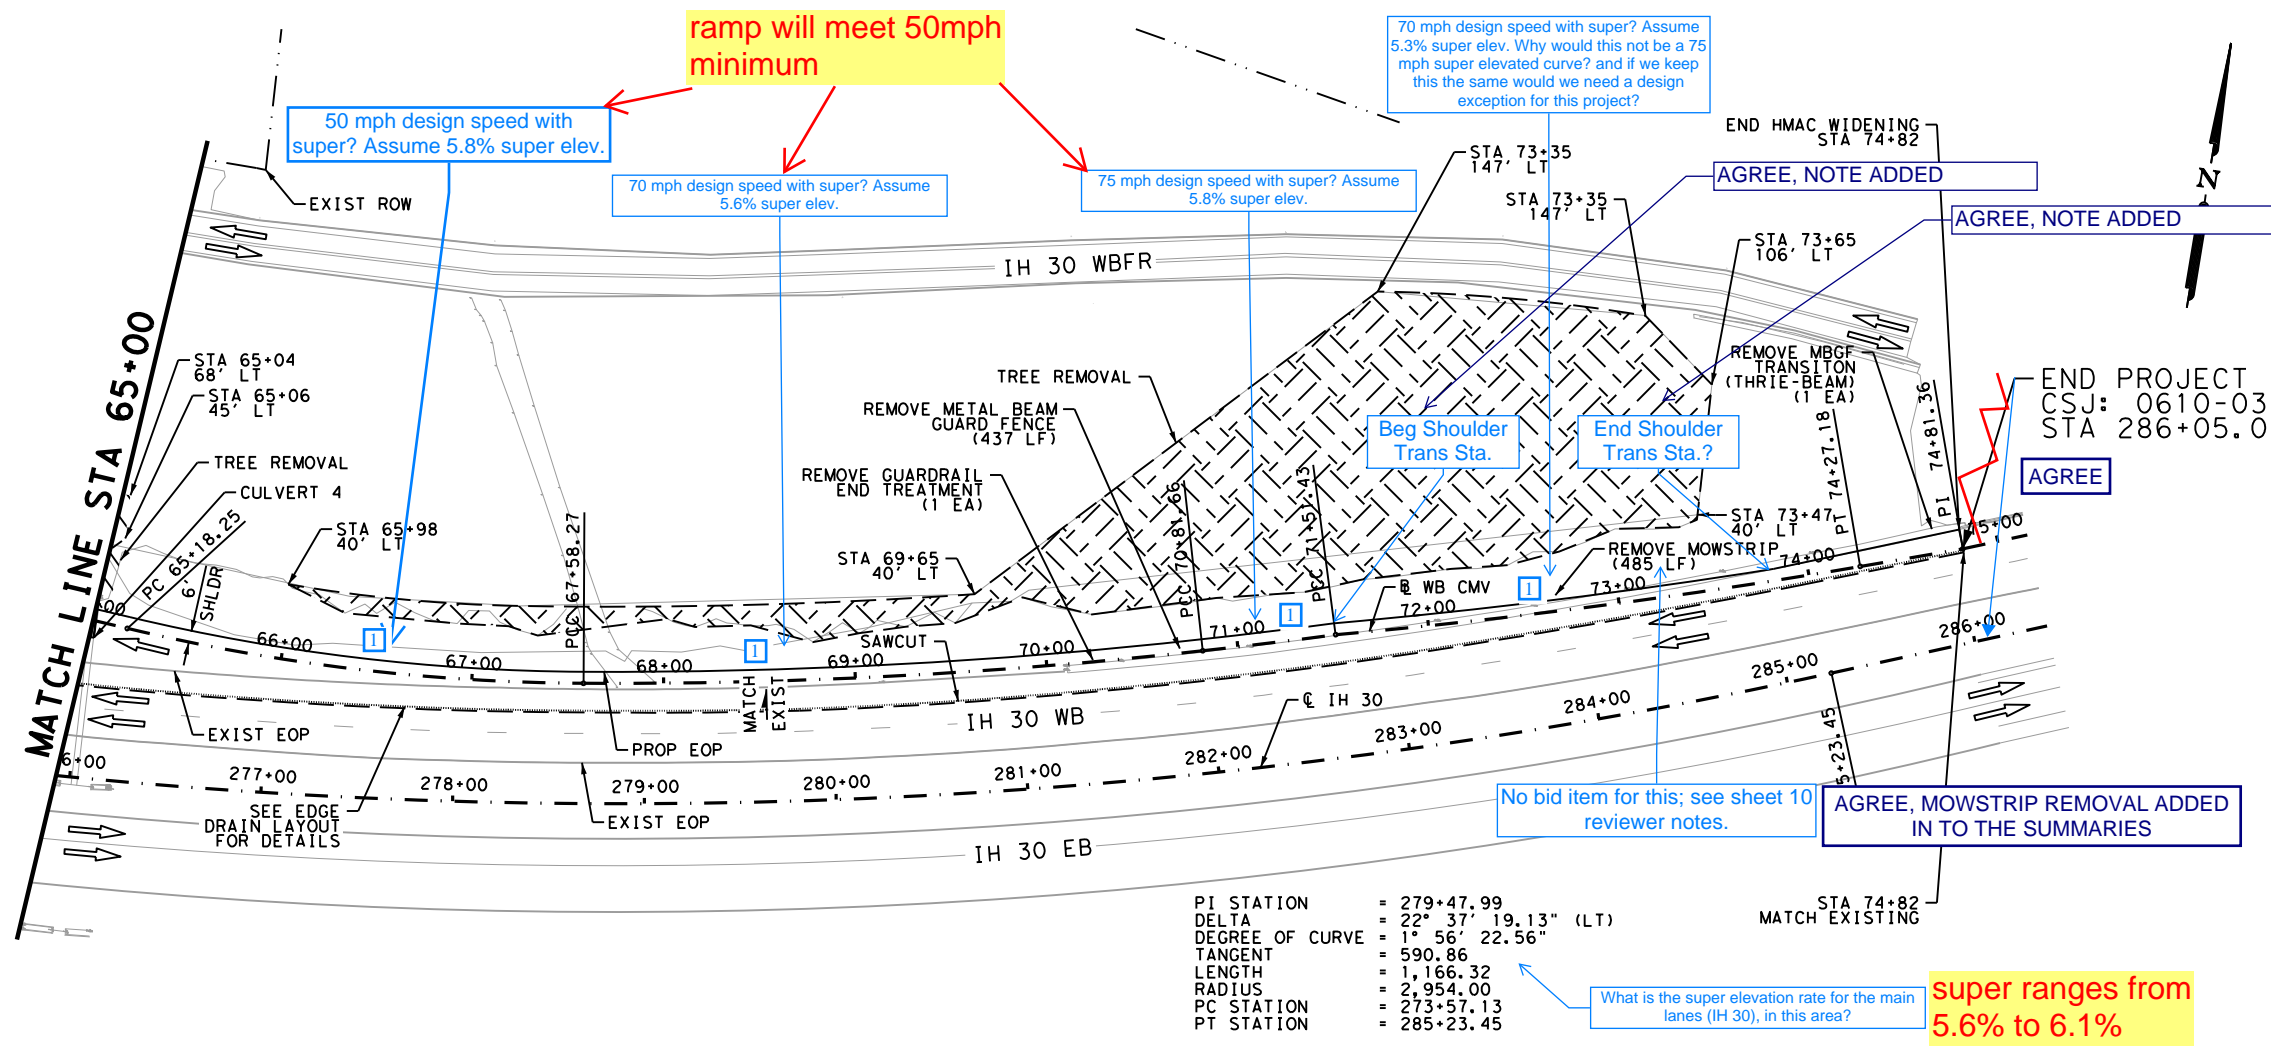 ramp will meet 50mph
minimum
70 mph design speed with super? Assume
5.3% super elev. Why would this not be a 75
mph super elevated curve? and if we keep
this the same would we need a design
exception for this project?
50 mph design speed with
super? Assume 5.8% super elev.
70 mph design speed with super? Assume
5.6% super elev.
75 mph design speed with super? Assume
5.8% super elev.
END HMAC WIDENING
STA 74+82
STA 73+35
147' LT
AGREE, NOTE ADDED
STA 73+35
147' LT
AGREE, NOTE ADDED
N
EXIST ROW
STA 73+65
106' LT
IH 30 WBFR
MATCH LINE STA 65+00
STA 65+04
68' LT
STA 65+06
45' LT
TREE REMOVAL
CULVERT 4
PC 65+18.25
6' SHLDR
STA 65+98
40' LT
TREE REMOVAL
REMOVE METAL BEAM
GUARD FENCE
(437 LF)
REMOVE GUARDRAIL
END TREATMENT
(1 EA)
STA 69+65
40' LT
PCC 67+58.27
PCC 70+81.66
PCC 71+51.43
Beg Shoulder
Trans Sta.
End Shoulder
Trans Sta.?
REMOVE MBGF
TRANSITON
(THRIE-BEAM)
(1 EA)
PT 74+27.18
PI 74+81.36
END PROJECT
CSJ: 0610-03
STA 286+05.0
AGREE
STA 73+47
40' LT
REMOVE MOWSTRIP
(485 LF)
℄ WB CMV
1
1
1
1
00
66+00
67+00
68+00
69+00
70+00
71+00
72+00
73+00
74+00
75+00
SAWCUT
MATCH
EXIST
EXIST EOP
PROP EOP
IH 30 WB
℄ IH 30
6+00
277+00
278+00
279+00
280+00
281+00
282+00
283+00
284+00
285+00
286+00
5+23.45
SEE EDGE
DRAIN LAYOUT
FOR DETAILS
EXIST EOP
IH 30 EB
No bid item for this; see sheet 10
reviewer notes.
AGREE, MOWSTRIP REMOVAL ADDED
IN TO THE SUMMARIES
STA 74+82
MATCH EXISTING
PI STATION = 279+47.99
DELTA = 22° 37' 19.13" (LT)
DEGREE OF CURVE = 1° 56' 22.56"
TANGENT = 590.86
LENGTH = 1,166.32
RADIUS = 2,954.00
PC STATION = 273+57.13
PT STATION = 285+23.45
What is the super elevation rate for the main
lanes (IH 30), in this area?
super ranges from
5.6% to 6.1%